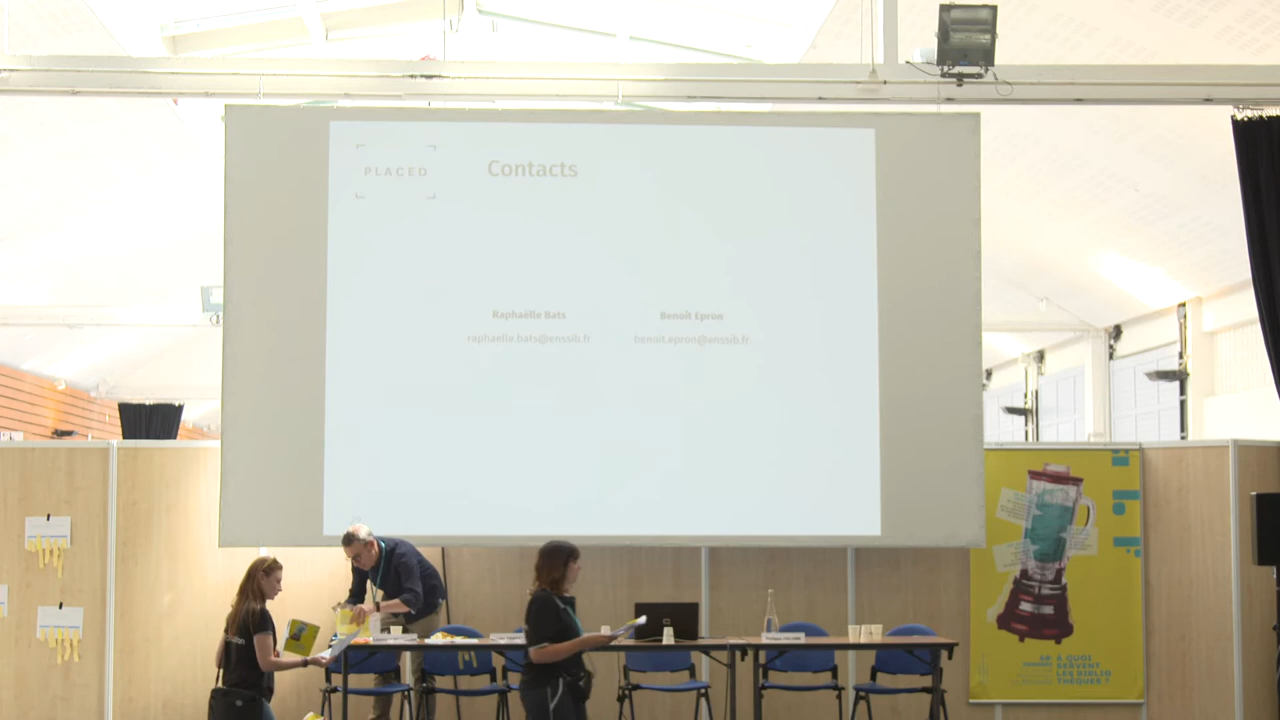 PLACED
Contacts
Raphaëlle Bats
raphaelle.bats@enssib.fr
Benoît Epron
benoit.epron@enssib.fr
À QUOI
SERVENT
LES BIBLIO
THÈQUES ?